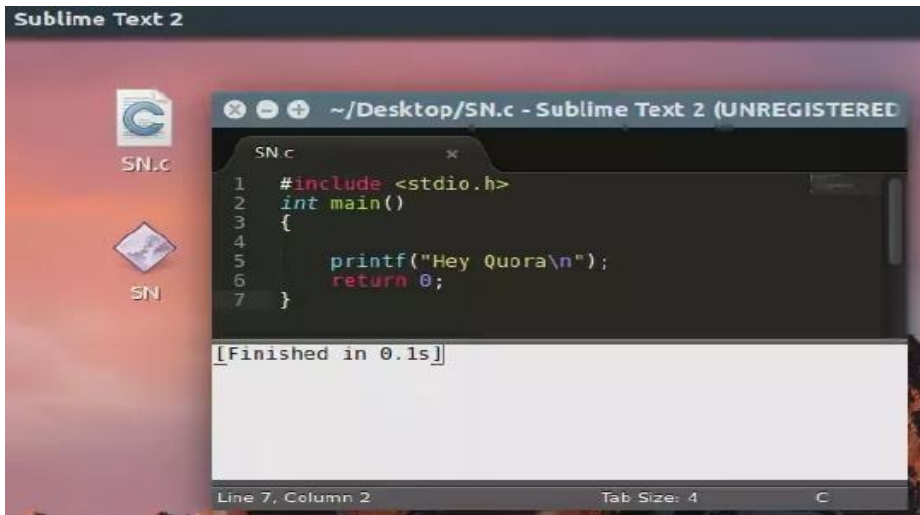 Sublime Text 2
SN.c
SN
~/Desktop/SN.c - Sublime Text 2 (UNREGISTERED
SN.c
1 #include <stdio.h>
2 int main()
3 {
4
5 printf("Hey Quora\n");
6 return 0;
7 }
[Finished in 0.1s]
Line 7, Column 2 Tab Size: 4 C